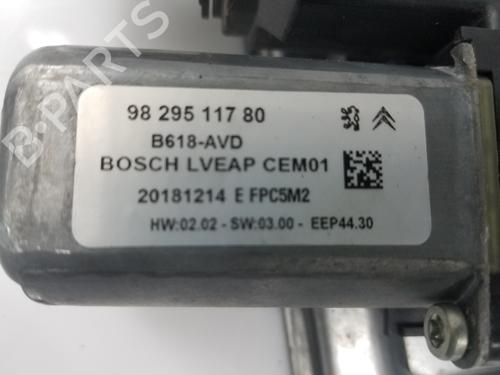 98 295 117 80
B618-AVD
BOSCH LVEAP CEM01
20181214 E FPC5M2
HW:02.02 - SW:03.00 - EEP44.30